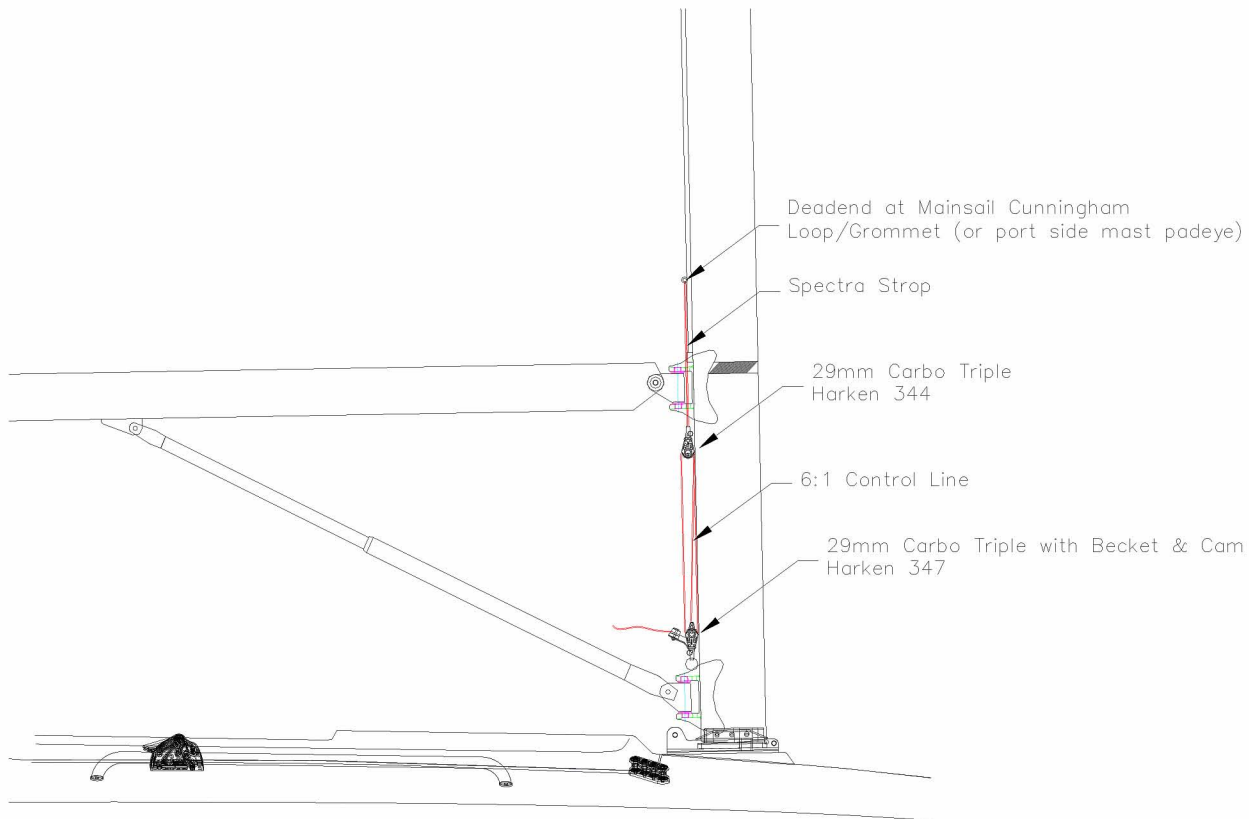 Deadend at Mainsail Cunningham
Loop/Grommet (or port side mast padeye)
Spectra Strop
29mm Carbo Triple
Harken 344
6:1 Control Line
29mm Carbo Triple with Becket & Cam
Harken 347